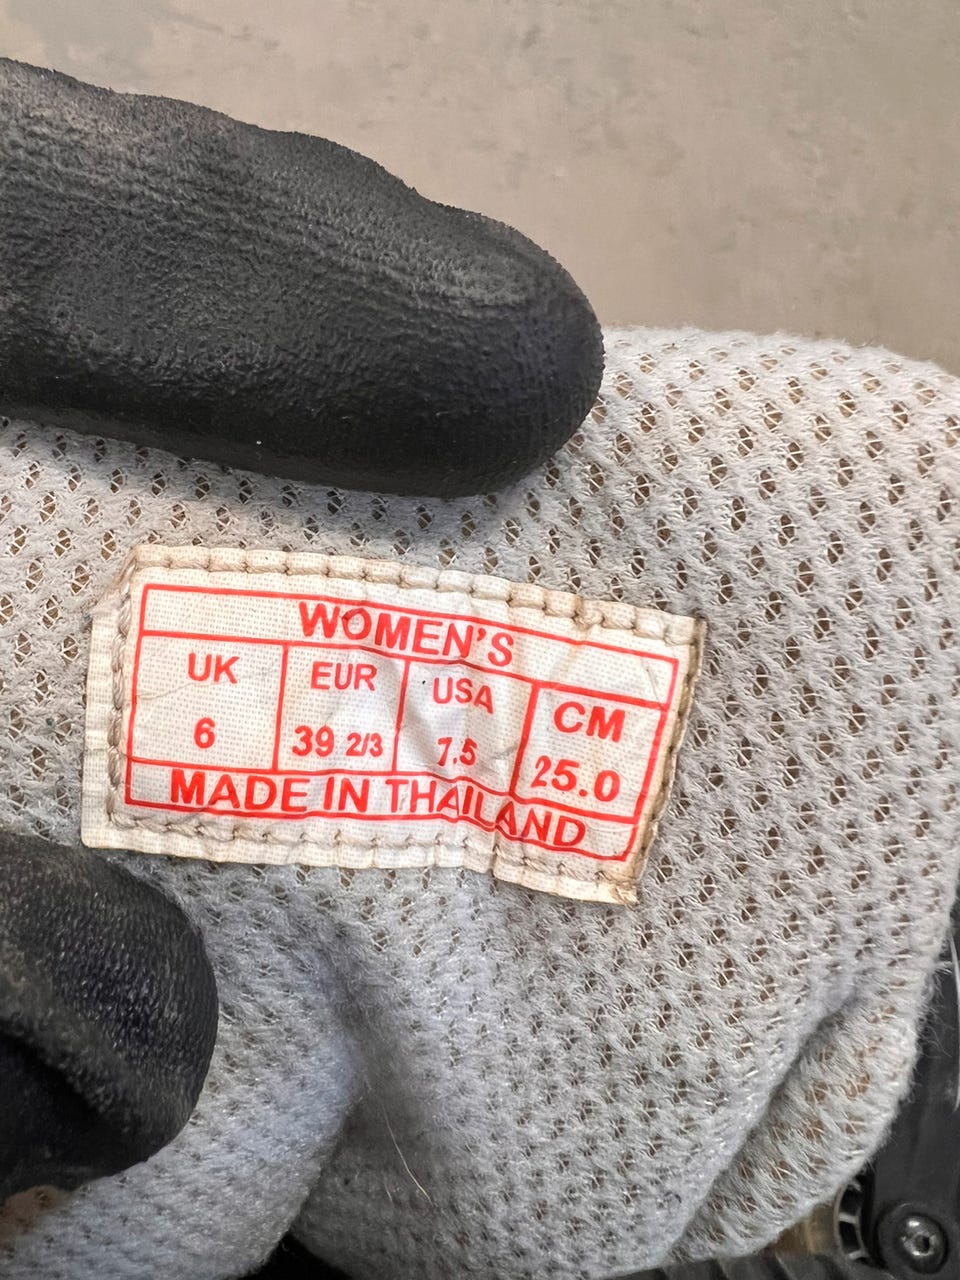 WOMEN'S
UK EUR USA CM
6 39 2/3 7.5 25.0
MADE IN THAILAND